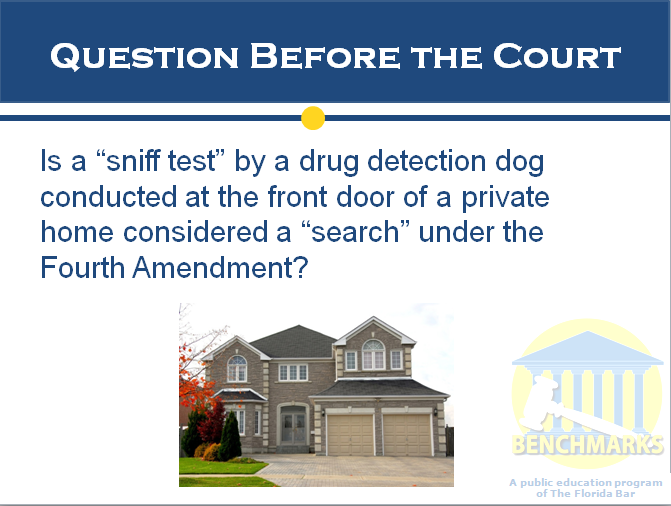 QUESTION BEFORE THE COURT
Is a “sniff test” by a drug detection dog
conducted at the front door of a private
home considered a “search” under the
Fourth Amendment?
BENCHMARKS
A public education program
of The Florida Bar